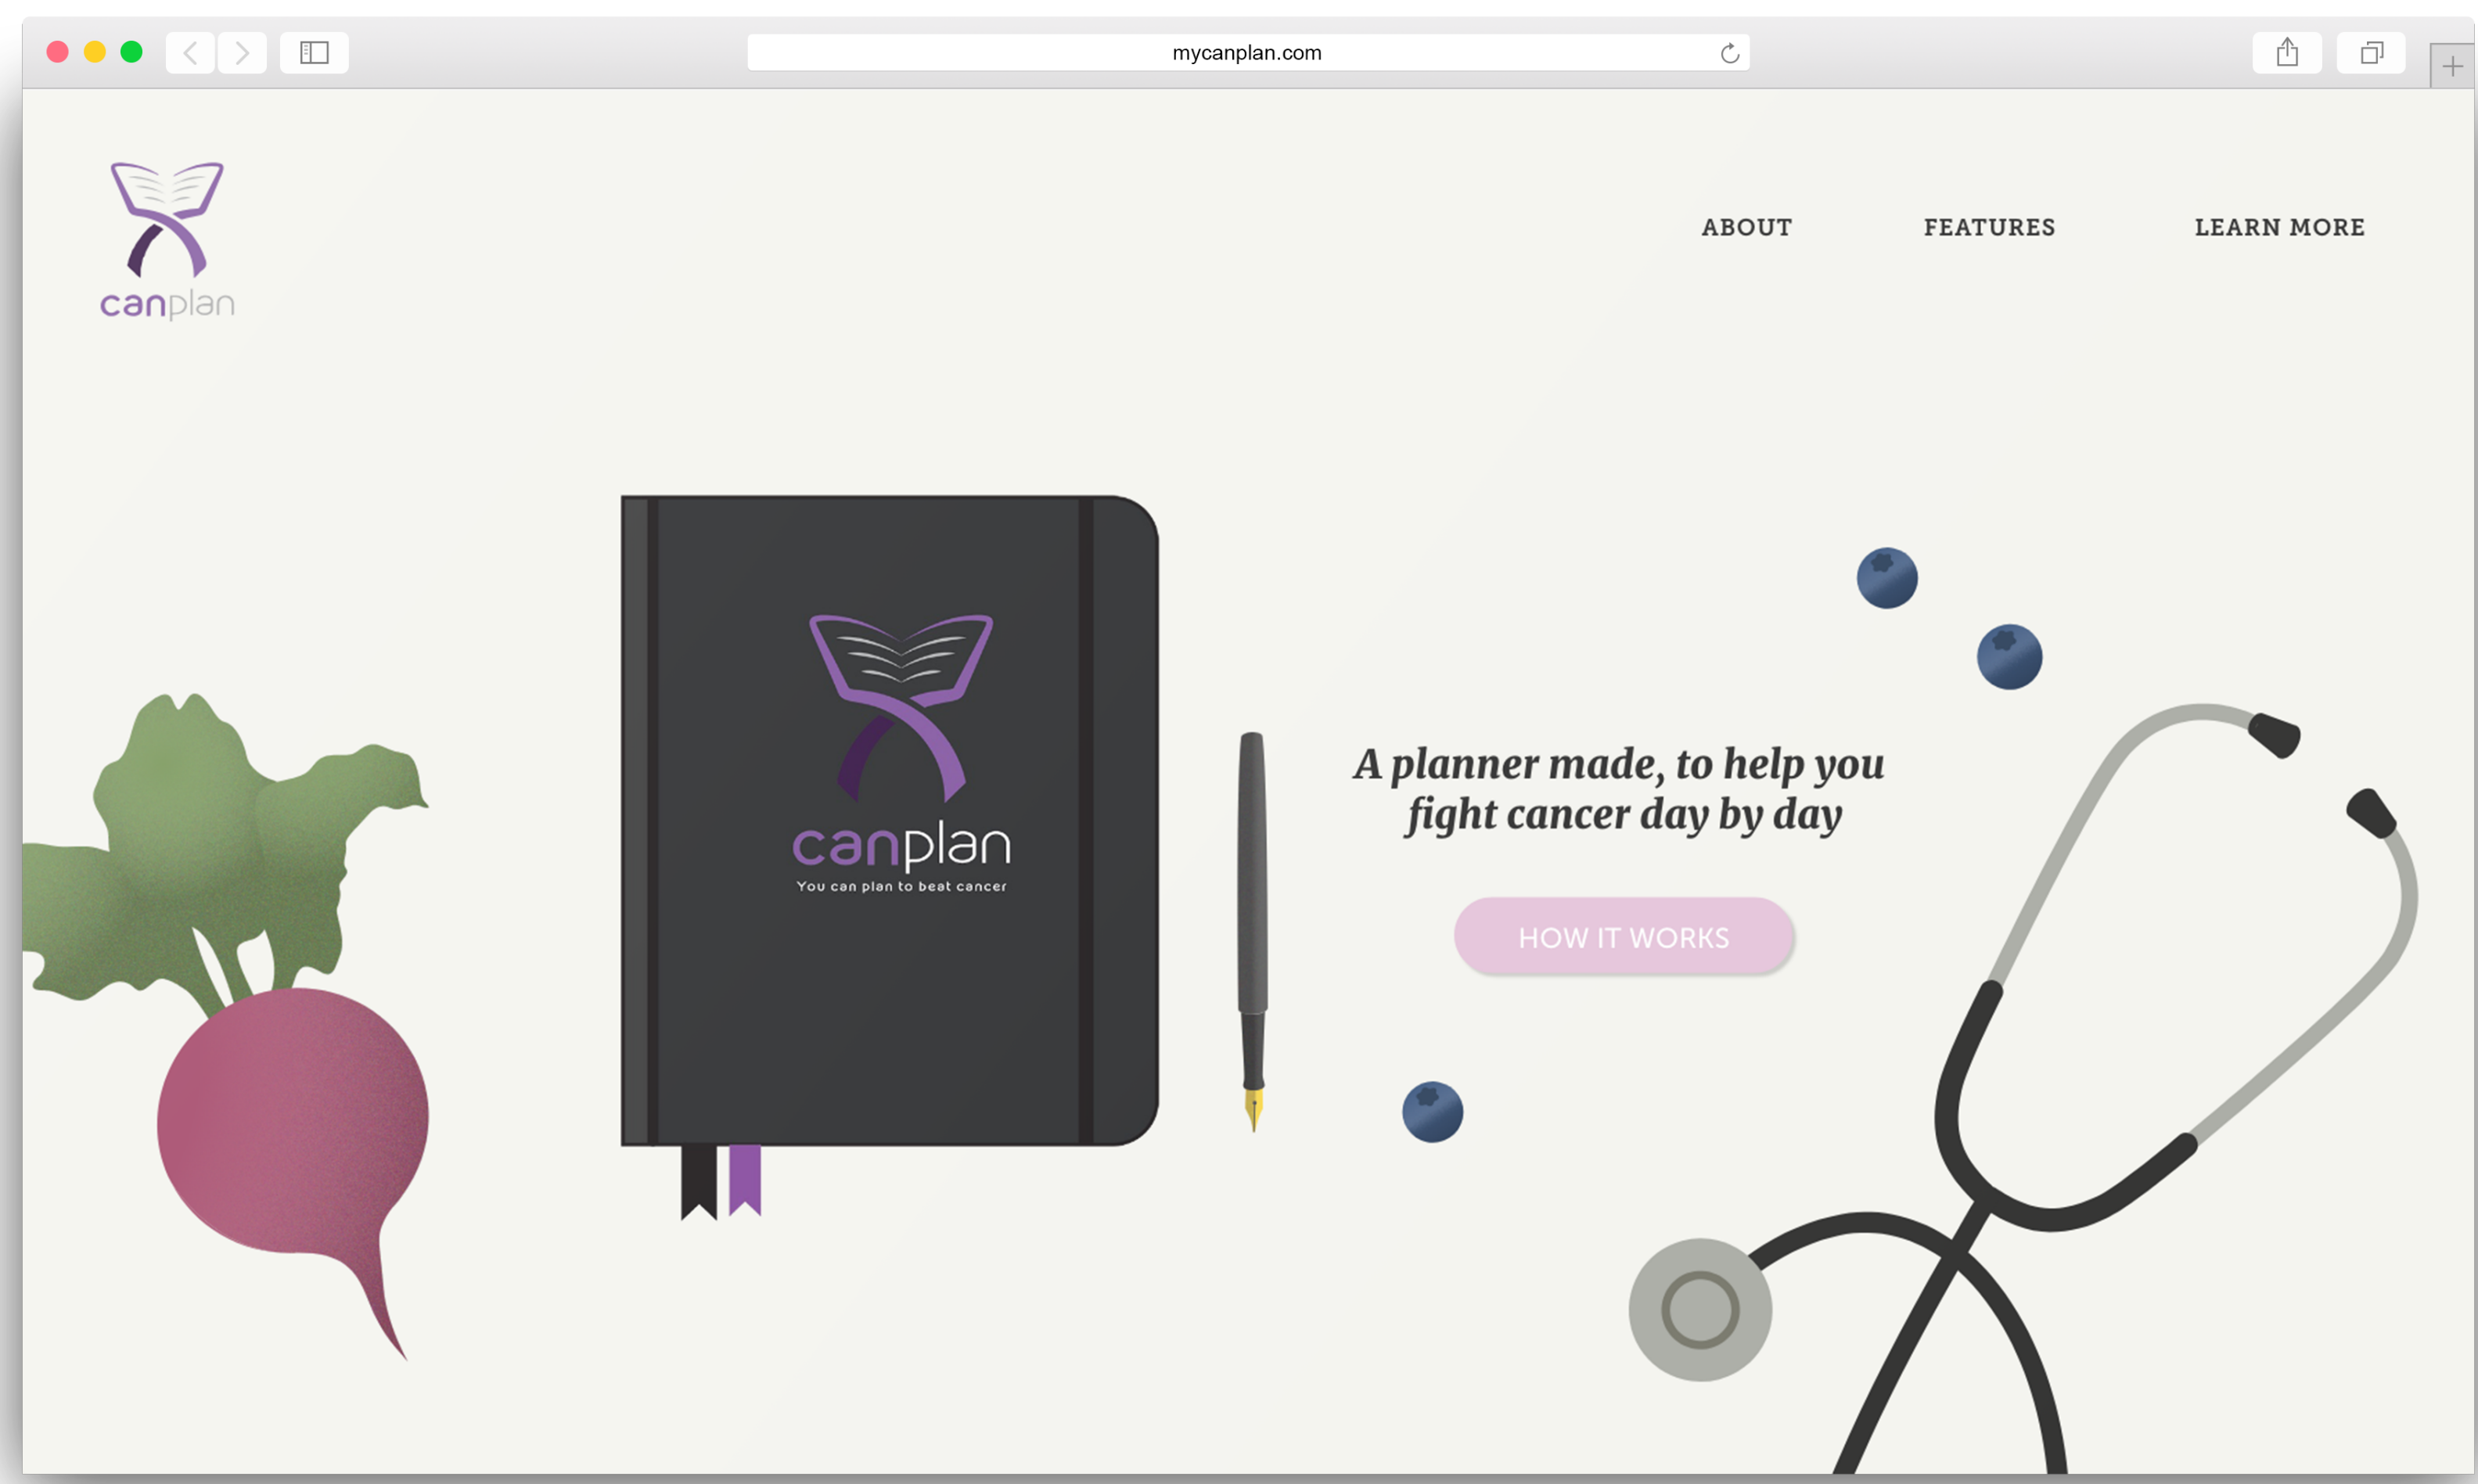 mycanplan.com
canplan
ABOUT FEATURES LEARN MORE
canplan
You can plan to beat cancer
A planner made, to help you
fight cancer day by day
HOW IT WORKS